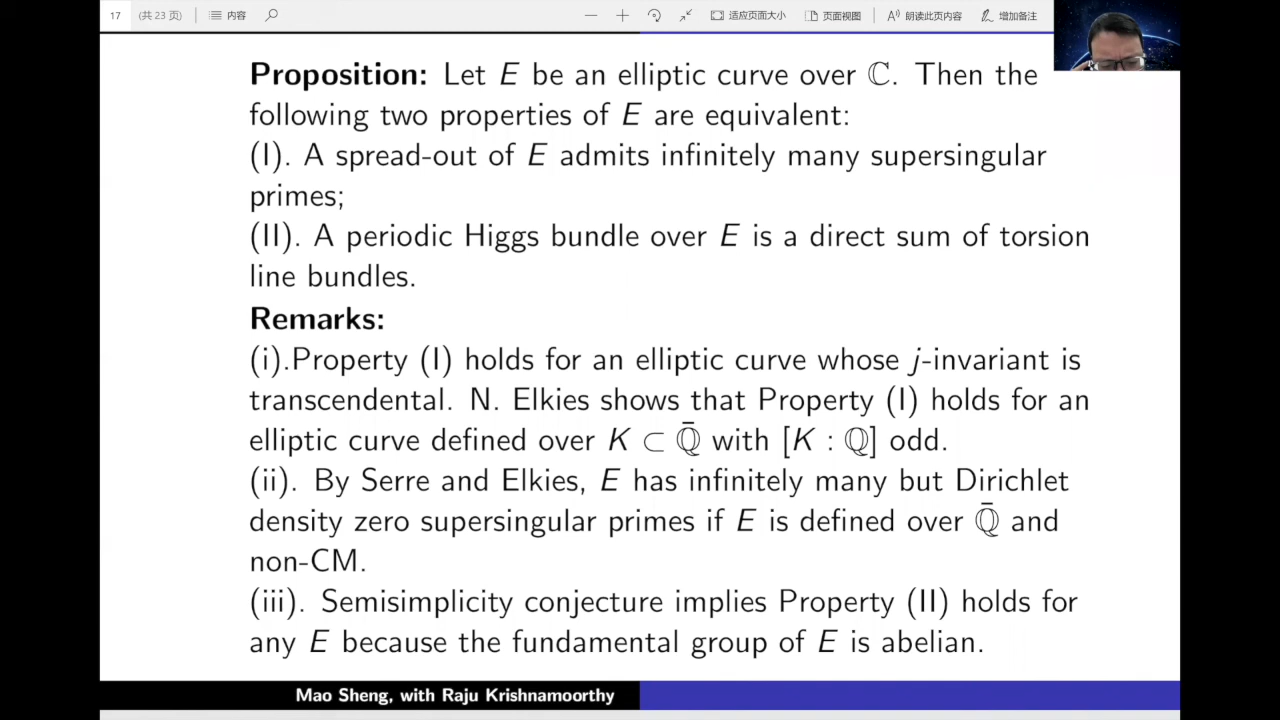 17 (共 23 页) 内容 适应页面大小 页面视图 朗读此页内容 增加备注
Proposition: Let E be an elliptic curve over ℂ. Then the
following two properties of E are equivalent:
(I). A spread-out of E admits infinitely many supersingular
primes;
(II). A periodic Higgs bundle over E is a direct sum of torsion
line bundles.
Remarks:
(i).Property (I) holds for an elliptic curve whose j-invariant is
transcendental. N. Elkies shows that Property (I) holds for an
elliptic curve defined over K ⊂ ℚ̄ with [K : ℚ] odd.
(ii). By Serre and Elkies, E has infinitely many but Dirichlet
density zero supersingular primes if E is defined over ℚ̄ and
non-CM.
(iii). Semisimplicity conjecture implies Property (II) holds for
any E because the fundamental group of E is abelian.
Mao Sheng, with Raju Krishnamoorthy